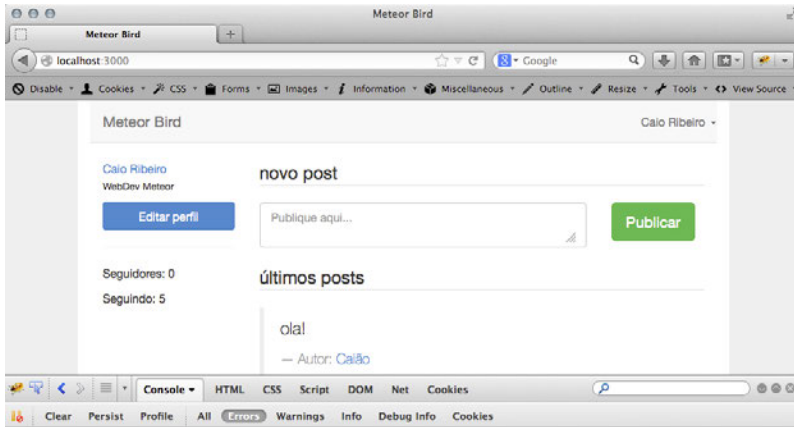 Meteor Bird
Meteor Bird
localhost:3000
Google
Disable Cookies CSS Forms Images Information Miscellaneous Outline Resize Tools View Source
Meteor Bird
Caio Ribeiro
Caio Ribeiro
WebDev Meteor
Editar perfil
Seguidores: 0
Seguindo: 5
novo post
Publique aqui...
Publicar
últimos posts
ola!
— Autor: Caião
Console HTML CSS Script DOM Net Cookies
Clear Persist Profile All Errors Warnings Info Debug Info Cookies